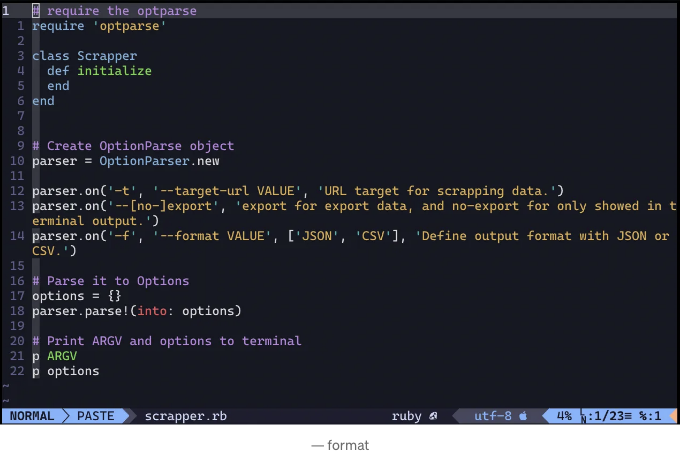 1 # require the optparse
1 require 'optparse'
2
3 class Scrapper
4   def initialize
5   end
6 end
7
8
9 # Create OptionParse object
10 parser = OptionParser.new
11
12 parser.on('-t', '--target-url VALUE', 'URL target for scrapping data.')
13 parser.on('--[no-]export', 'export for export data, and no-export for only showed in t
erminal output.')
14 parser.on('-f', '--format VALUE', ['JSON', 'CSV'], 'Define output format with JSON or
CSV.')
15
16 # Parse it to Options
17 options = {}
18 parser.parse!(into: options)
19
20 # Print ARGV and options to terminal
21 p ARGV
22 p options
~
~
NORMAL PASTE scrapper.rb ruby utf-8 4% :1/23≡ %:1
— format